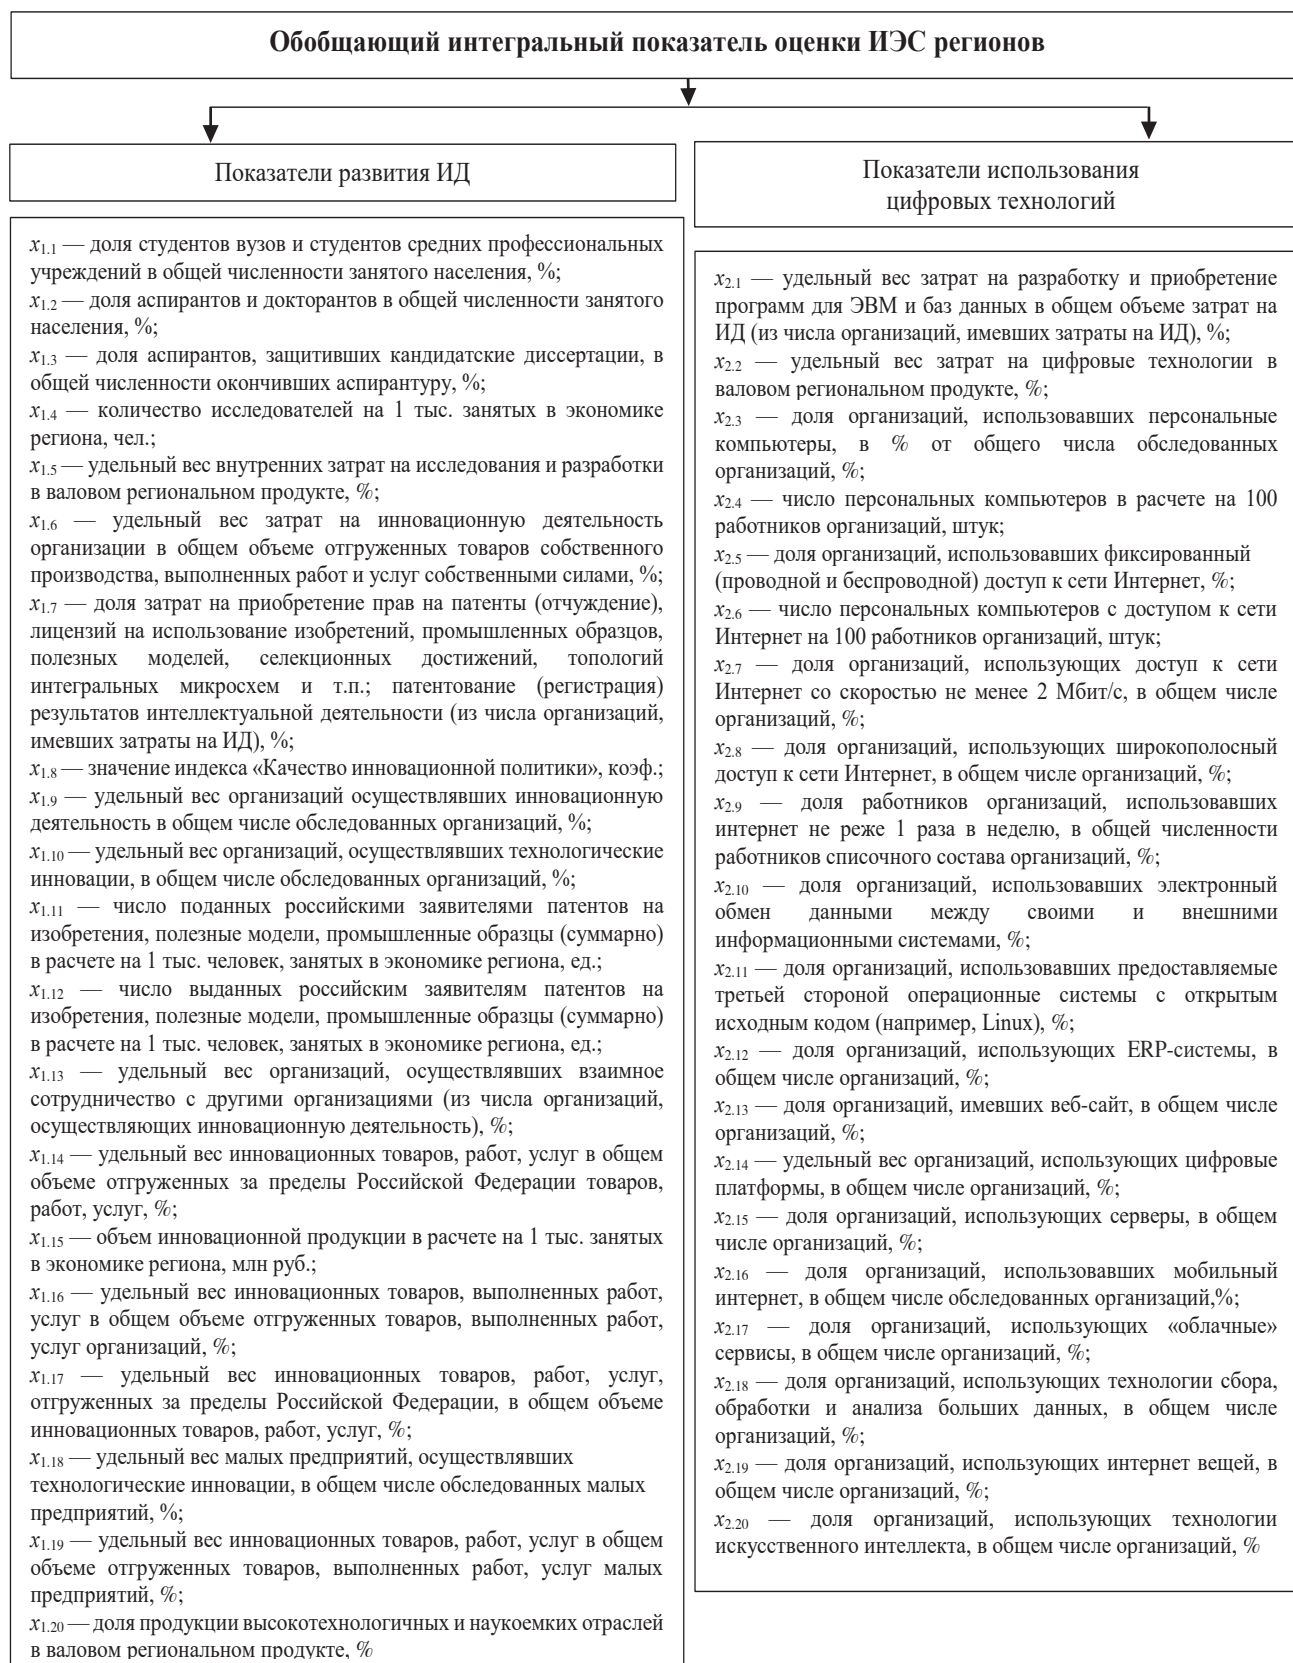 Обобщающий интегральный показатель оценки ИЭС регионов
Показатели развития ИД
x1.1 — доля студентов вузов и студентов средних профессиональных
учреждений в общей численности занятого населения, %;
x1.2 — доля аспирантов и докторантов в общей численности занятого
населения, %;
x1.3 — доля аспирантов, защитивших кандидатские диссертации, в
общей численности окончивших аспирантуру, %;
x1.4 — количество исследователей на 1 тыс. занятых в экономике
региона, чел.;
x1.5 — удельный вес внутренних затрат на исследования и разработки
в валовом региональном продукте, %;
x1.6 — удельный вес затрат на инновационную деятельность
организации в общем объеме отгруженных товаров собственного
производства, выполненных работ и услуг собственными силами, %;
x1.7 — доля затрат на приобретение прав на патенты (отчуждение),
лицензий на использование изобретений, промышленных образцов,
полезных моделей, селекционных достижений, топологий
интегральных микросхем и т.п.; патентование (регистрация)
результатов интеллектуальной деятельности (из числа организаций,
имевших затраты на ИД), %;
x1.8 — значение индекса «Качество инновационной политики», коэф.;
x1.9 — удельный вес организаций осуществлявших инновационную
деятельность в общем числе обследованных организаций, %;
x1.10 — удельный вес организаций, осуществлявших технологические
инновации, в общем числе обследованных организаций, %;
x1.11 — число поданных российскими заявителями патентов на
изобретения, полезные модели, промышленные образцы (суммарно)
в расчете на 1 тыс. человек, занятых в экономике региона, ед.;
x1.12 — число выданных российским заявителям патентов на
изобретения, полезные модели, промышленные образцы (суммарно)
в расчете на 1 тыс. человек, занятых в экономике региона, ед.;
x1.13 — удельный вес организаций, осуществлявших взаимное
сотрудничество с другими организациями (из числа организаций,
осуществляющих инновационную деятельность), %;
x1.14 — удельный вес инновационных товаров, работ, услуг в общем
объеме отгруженных за пределы Российской Федерации товаров,
работ, услуг, %;
x1.15 — объем инновационной продукции в расчете на 1 тыс. занятых
в экономике региона, млн руб.;
x1.16 — удельный вес инновационных товаров, выполненных работ,
услуг в общем объеме отгруженных товаров, выполненных работ,
услуг организаций, %;
x1.17 — удельный вес инновационных товаров, работ, услуг,
отгруженных за пределы Российской Федерации, в общем объеме
инновационных товаров, работ, услуг, %;
x1.18 — удельный вес малых предприятий, осуществлявших
технологические инновации, в общем числе обследованных малых
предприятий, %;
x1.19 — удельный вес инновационных товаров, работ, услуг в общем
объеме отгруженных товаров, выполненных работ, услуг малых
предприятий, %;
x1.20 — доля продукции высокотехнологичных и наукоемких отраслей
в валовом региональном продукте, %
Показатели использования
цифровых технологий
x2.1 — удельный вес затрат на разработку и приобретение
программ для ЭВМ и баз данных в общем объеме затрат на
ИД (из числа организаций, имевших затраты на ИД), %;
x2.2 — удельный вес затрат на цифровые технологии в
валовом региональном продукте, %;
x2.3 — доля организаций, использовавших персональные
компьютеры, в % от общего числа обследованных
организаций, %;
x2.4 — число персональных компьютеров в расчете на 100
работников организаций, штук;
x2.5 — доля организаций, использовавших фиксированный
(проводной и беспроводной) доступ к сети Интернет, %;
x2.6 — число персональных компьютеров с доступом к сети
Интернет на 100 работников организаций, штук;
x2.7 — доля организаций, использующих доступ к сети
Интернет со скоростью не менее 2 Мбит/с, в общем числе
организаций, %;
x2.8 — доля организаций, использующих широкополосный
доступ к сети Интернет, в общем числе организаций, %;
x2.9 — доля работников организаций, использовавших
интернет не реже 1 раза в неделю, в общей численности
работников списочного состава организаций, %;
x2.10 — доля организаций, использовавших электронный
обмен данными между своими и внешними
информационными системами, %;
x2.11 — доля организаций, использовавших предоставляемые
третьей стороной операционные системы с открытым
исходным кодом (например, Linux), %;
x2.12 — доля организаций, использующих ERP-системы, в
общем числе организаций, %;
x2.13 — доля организаций, имевших веб-сайт, в общем числе
организаций, %;
x2.14 — удельный вес организаций, использующих цифровые
платформы, в общем числе организаций, %;
x2.15 — доля организаций, использующих серверы, в общем
числе организаций, %;
x2.16 — доля организаций, использовавших мобильный
интернет, в общем числе обследованных организаций,%;
x2.17 — доля организаций, использующих «облачные»
сервисы, в общем числе организаций, %;
x2.18 — доля организаций, использующих технологии сбора,
обработки и анализа больших данных, в общем числе
организаций, %;
x2.19 — доля организаций, использующих интернет вещей, в
общем числе организаций, %;
x2.20 — доля организаций, использующих технологии
искусственного интеллекта, в общем числе организаций, %